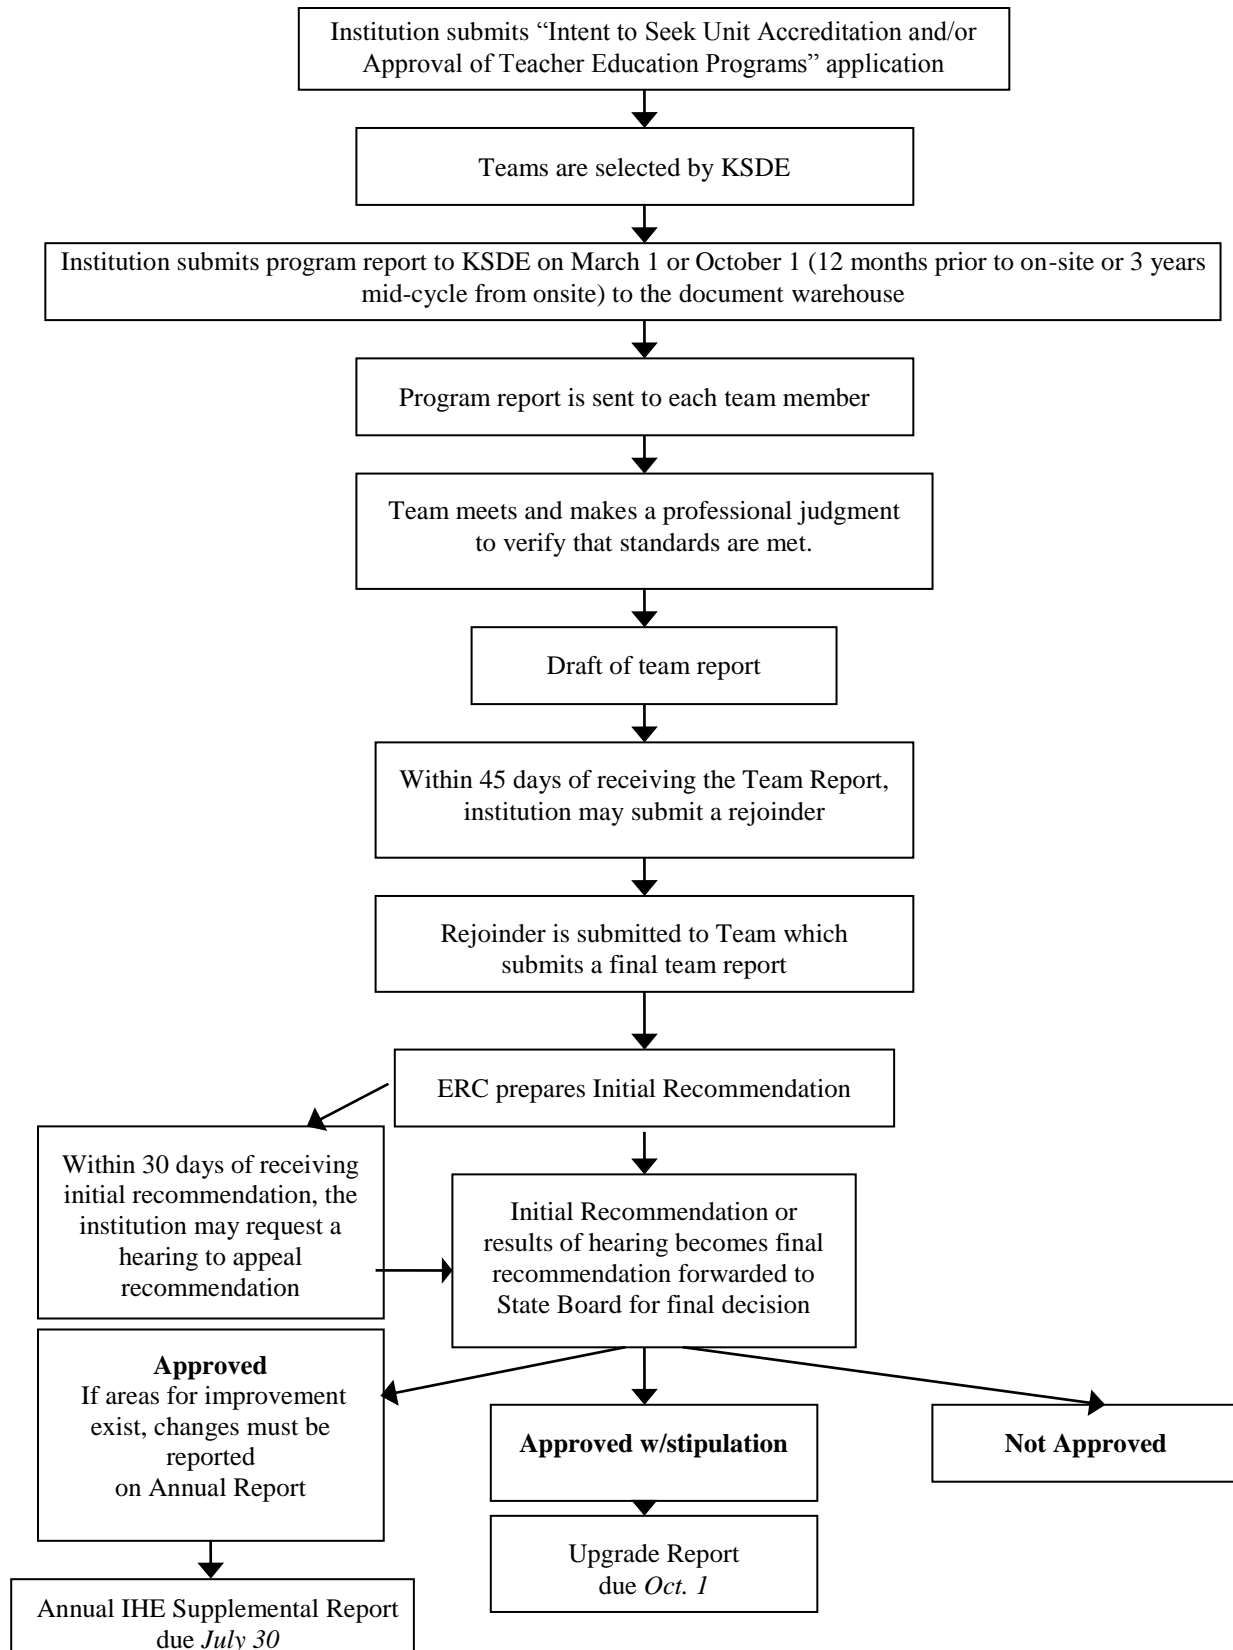 Institution submits “Intent to Seek Unit Accreditation and/or
Approval of Teacher Education Programs” application
Teams are selected by KSDE
Institution submits program report to KSDE on March 1 or October 1 (12 months prior to on-site or 3 years
mid-cycle from onsite) to the document warehouse
Program report is sent to each team member
Team meets and makes a professional judgment
to verify that standards are met.
Draft of team report
Within 45 days of receiving the Team Report,
institution may submit a rejoinder
Rejoinder is submitted to Team which
submits a final team report
ERC prepares Initial Recommendation
Within 30 days of receiving
initial recommendation, the
institution may request a
hearing to appeal
recommendation
Initial Recommendation or
results of hearing becomes final
recommendation forwarded to
State Board for final decision
Approved
If areas for improvement
exist, changes must be
reported
on Annual Report
Approved w/stipulation
Not Approved
Upgrade Report
due Oct. 1
Annual IHE Supplemental Report
due July 30